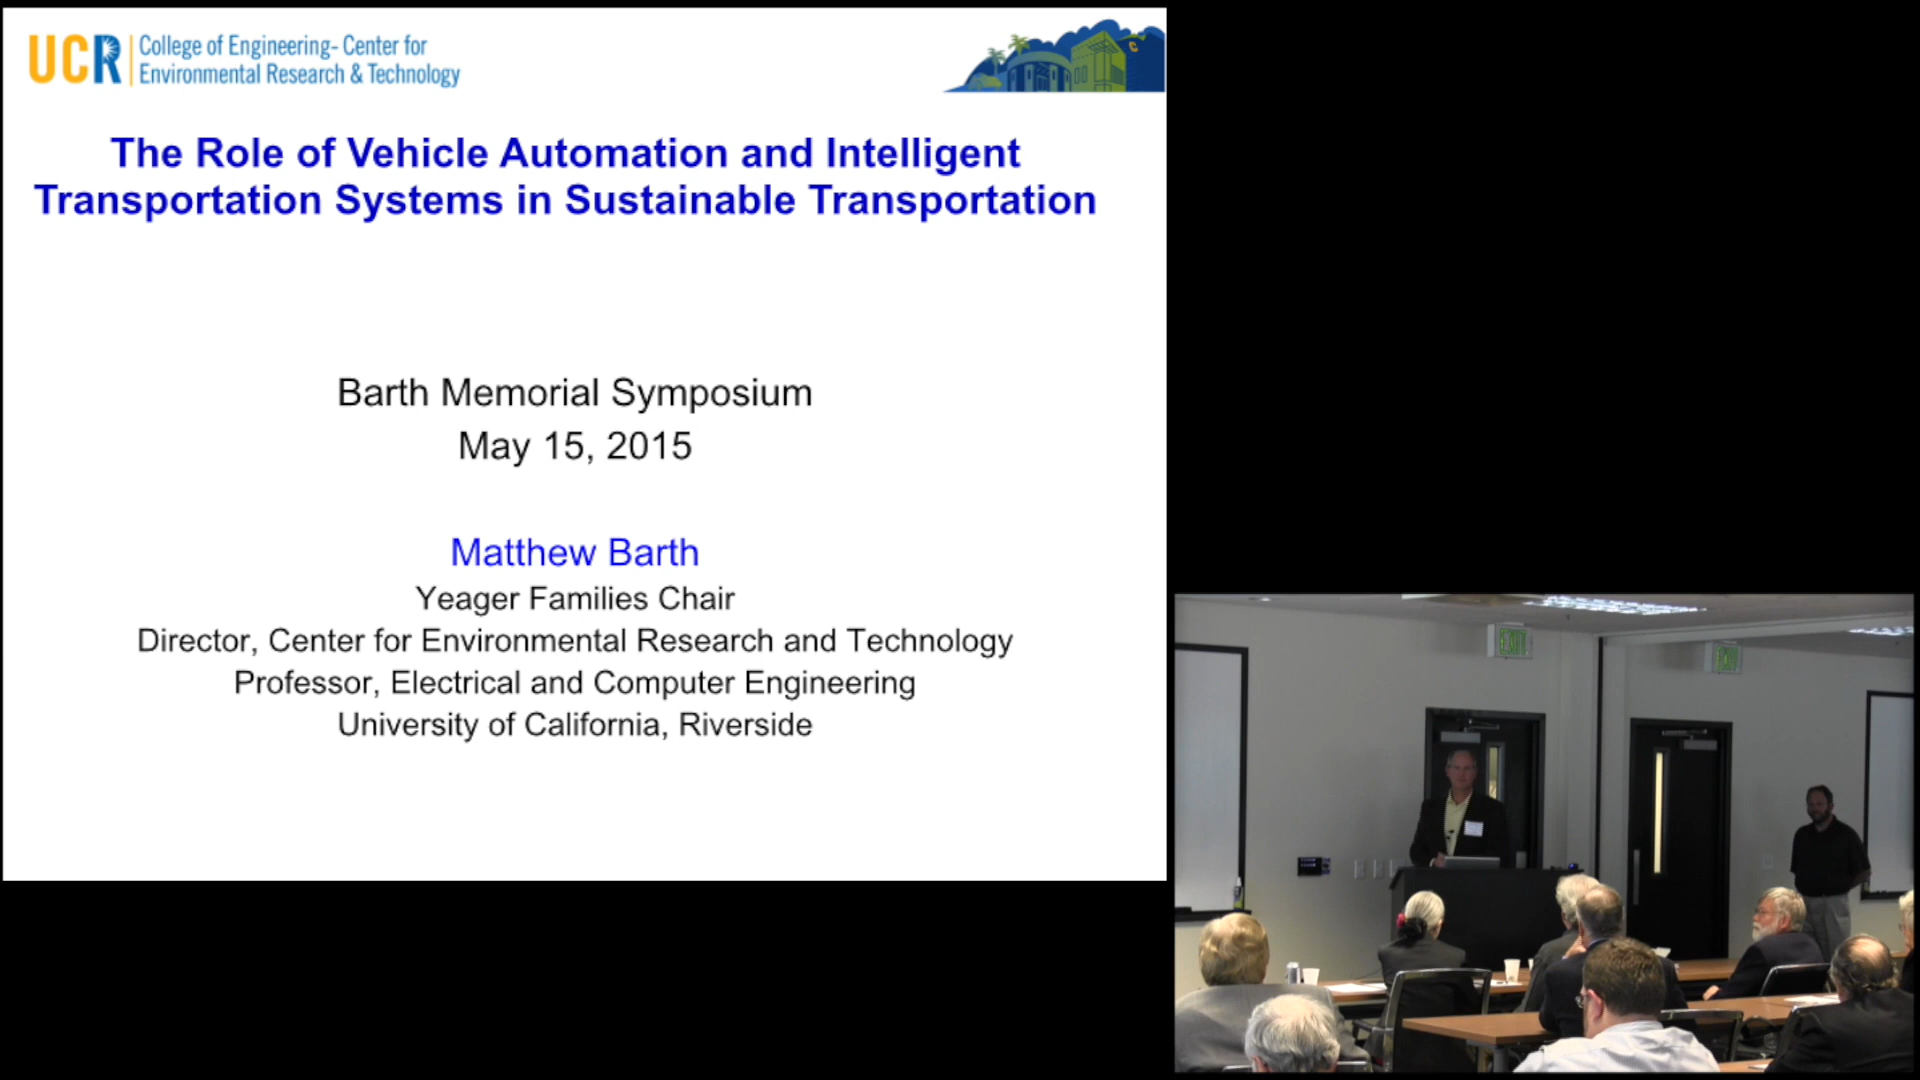 UCR College of Engineering- Center for
Environmental Research & Technology
The Role of Vehicle Automation and Intelligent
Transportation Systems in Sustainable Transportation
Barth Memorial Symposium
May 15, 2015
Matthew Barth
Yeager Families Chair
Director, Center for Environmental Research and Technology
Professor, Electrical and Computer Engineering
University of California, Riverside
EXIT
EXIT